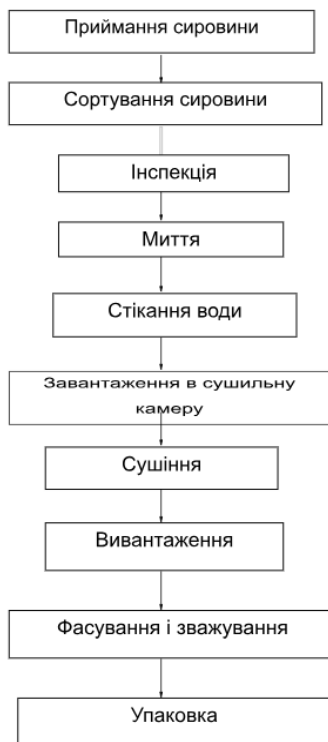 Приймання сировини
Сортування сировини
Інспекція
Миття
Стікання води
Завантаження в сушильну
камеру
Сушіння
Вивантаження
Фасування і зважування
Упаковка